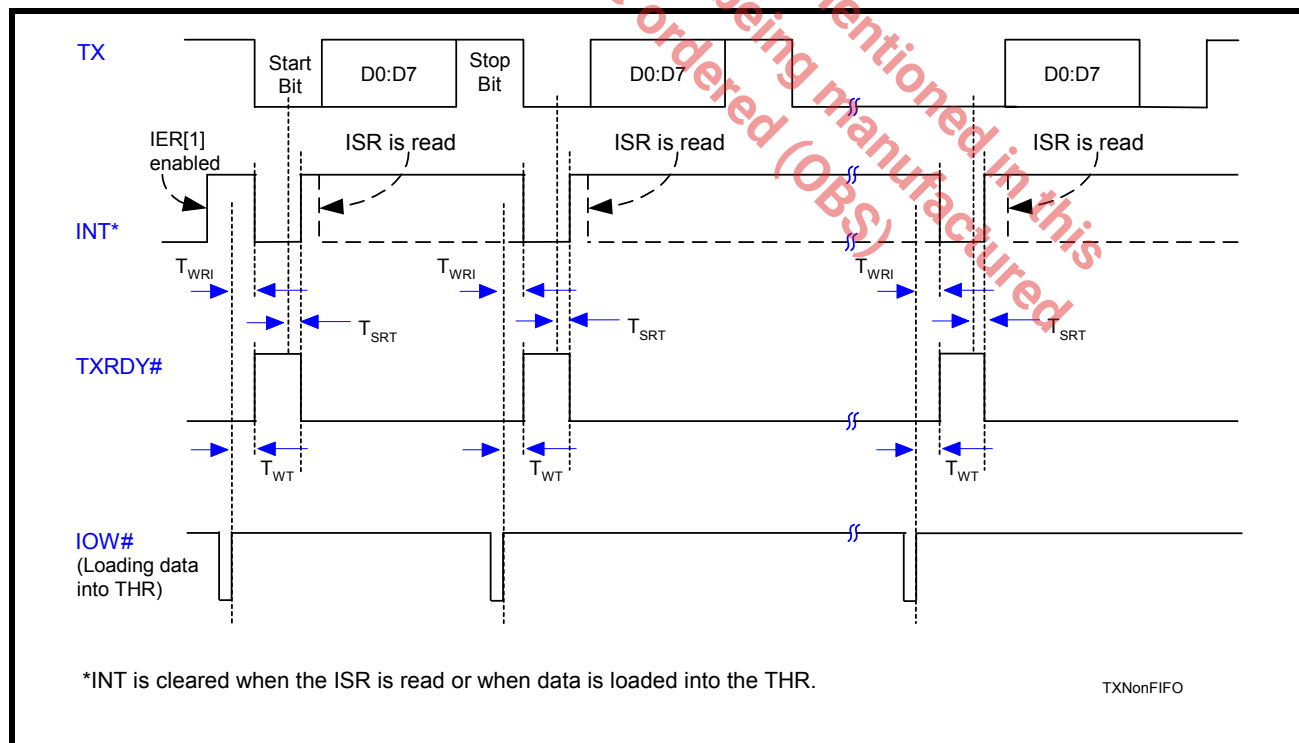 mentioned in this
being manufactured
ordered (OBS)
TX
Start
Bit
D0:D7
Stop
Bit
D0:D7
D0:D7
IER[1]
enabled
ISR is read
ISR is read
ISR is read
INT*
TWRI
TWRI
TWRI
TSRT
TSRT
TSRT
TXRDY#
TWT
TWT
TWT
IOW#
(Loading data
into THR)
*INT is cleared when the ISR is read or when data is loaded into the THR.
TXNonFIFO